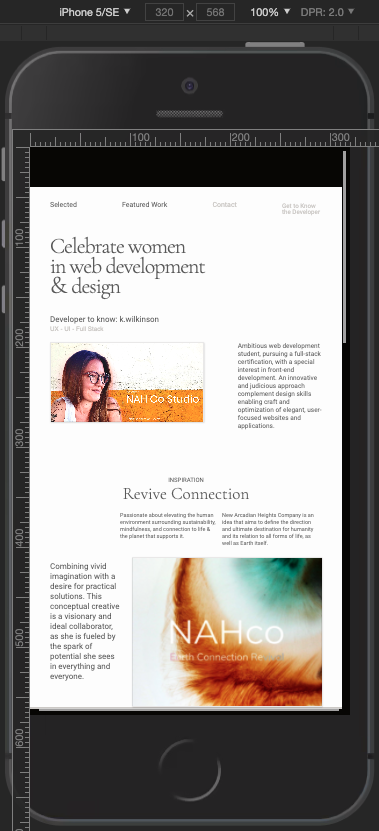 iPhone 5/SE ▼ 320 × 568 100% ▼ DPR: 2.0 ▼
100 200 300
Selected Featured Work Contact Get to Know
the Developer
100
Celebrate women
in web development
& design
Developer to know: k.wilkinson
UX - UI - Full Stack
200
NAH Co Studio
Ambitious web development
student, pursuing a full-stack
certification, with a special
interest in front-end
development. An innovative
and judicious approach
complement design skills
enabling craft and
optimization of elegant, user-
focused websites and
applications.
300
INSPIRATION
Revive Connection
400
Passionate about elevating the human
environment surrounding sustainability,
mindfulness, and connection to life &
the planet that supports it.
New Arcadian Heights Company is an
idea that aims to define the direction
and ultimate destination for humanity
and its relation to all forms of life, as
well as Earth itself.
Combining vivid
imagination with a
desire for practical
solutions. This
conceptual creative
is a visionary and
ideal collaborator,
as she is fueled by
the spark of
potential she sees
in everything and
everyone.
500
NAHco
Earth Connection Re
600